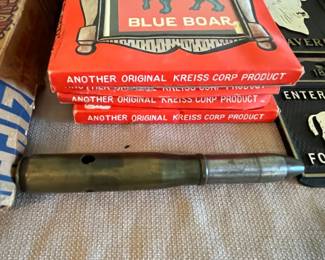 BLUE BOAR
ANOTHER ORIGINAL KREISS CORP PRODUCT
ANOTHER ORIGINAL KREISS CORP PRODUCT
ANOTHER ORIGINAL KREISS CORP PRODUCT
AVER
ENTER
FO